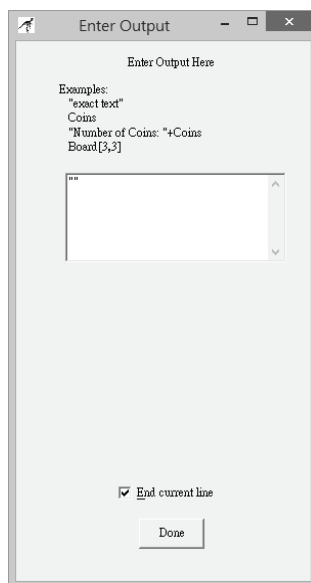 Enter Output
Enter Output Here
Examples:
"exact text"
Coins
"Number of Coins: "+Coins
Board[3,3]
""
End current line
Done